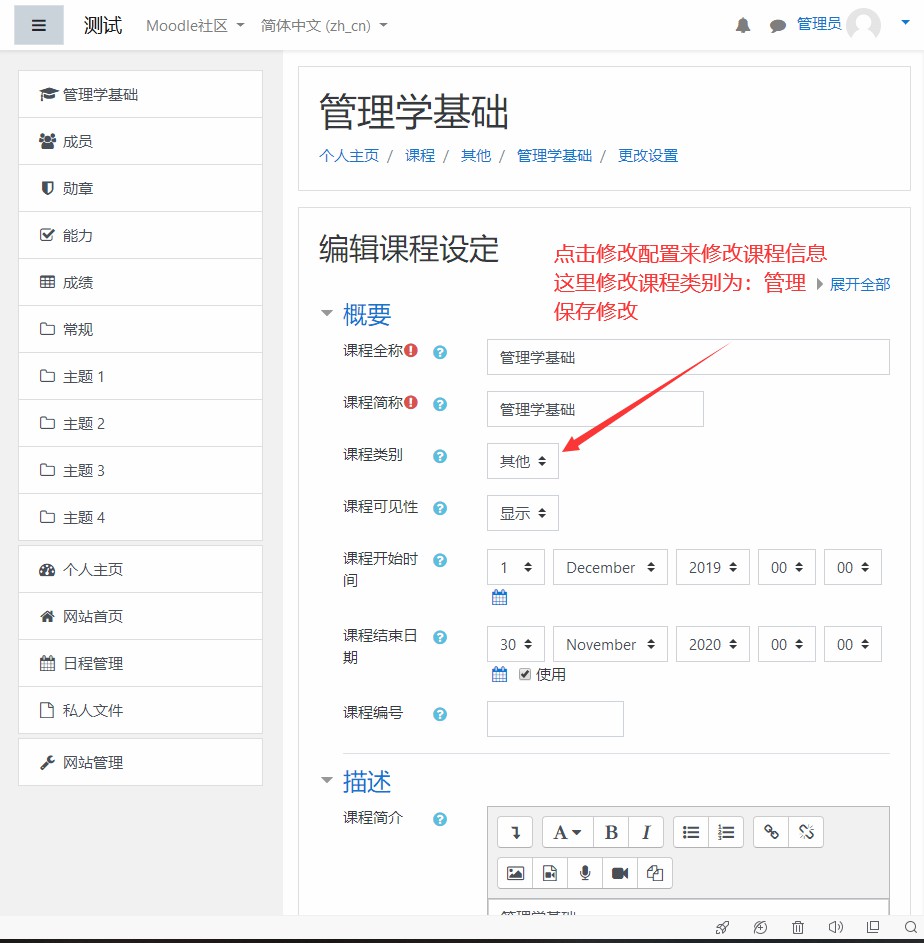 测试 Moodle社区 简体中文 (zh_cn) 管理员
管理学基础
成员
勋章
能力
成绩
常规
主题 1
主题 2
主题 3
主题 4
个人主页
网站首页
日程管理
私人文件
网站管理
管理学基础
个人主页 / 课程 / 其他 / 管理学基础 / 更改设置
编辑课程设定
点击修改配置来修改课程信息
这里修改课程类别为：管理
保存修改
展开全部
概要
课程全称 管理学基础
课程简称 管理学基础
课程类别 其他
课程可见性 显示
课程开始时间 1 December 2019 00 00
课程结束日期 30 November 2020 00 00
使用
课程编号
描述
课程简介
A B I
管理学基础